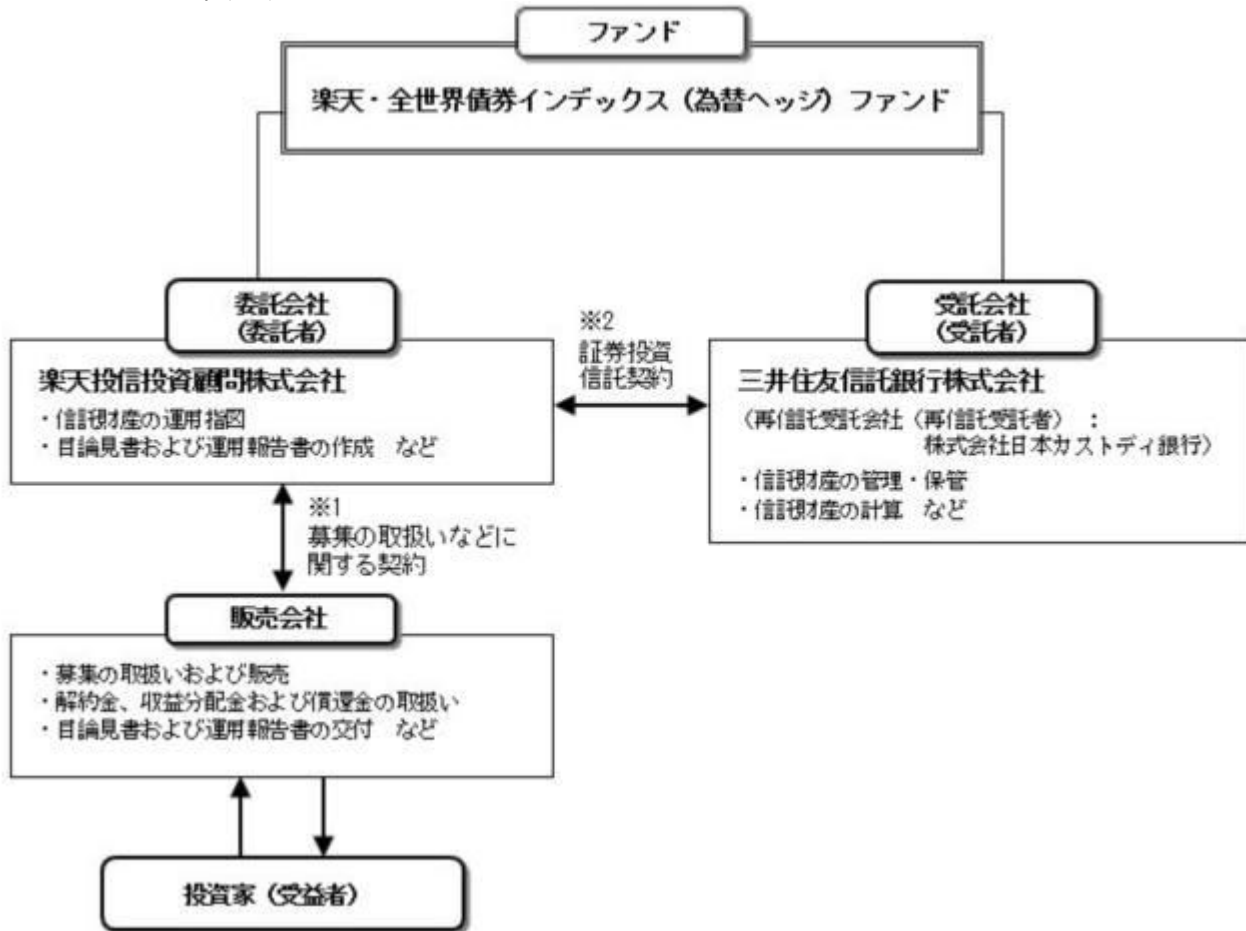 ファンド
楽天・全世界債券インデックス（為替ヘッジ）ファンド
委託会社
（委託者）
楽天投信投資顧問株式会社
・信託財産の運用指図
・目論見書および運用報告書の作成　など
※2
証券投資
信託契約
受託会社
（受託者）
三井住友信託銀行株式会社
〈再信託受託会社（再信託受託者）：
株式会社日本カストディ銀行〉
・信託財産の管理・保管
・信託財産の計算　など
※1
募集の取扱いなどに
関する契約
販売会社
・募集の取扱いおよび販売
・解約金、収益分配金および償還金の取扱い
・目論見書および運用報告書の交付　など
投資家（受益者）